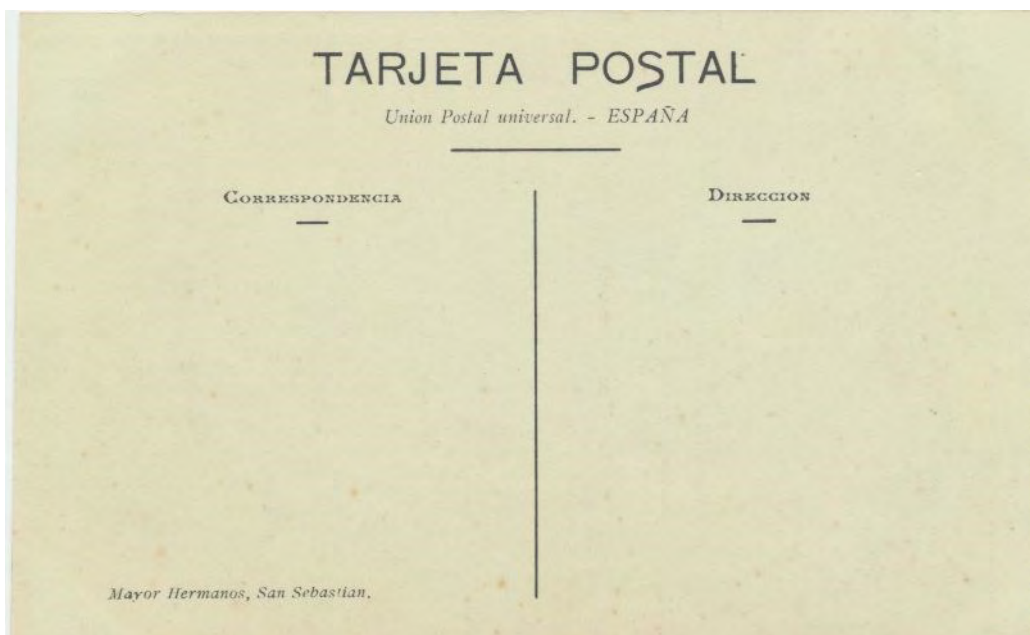 TARJETA POSTAL
Union Postal universal. - ESPAÑA
CORRESPONDENCIA
DIRECCION
Mayor Hermanos, San Sebastian.